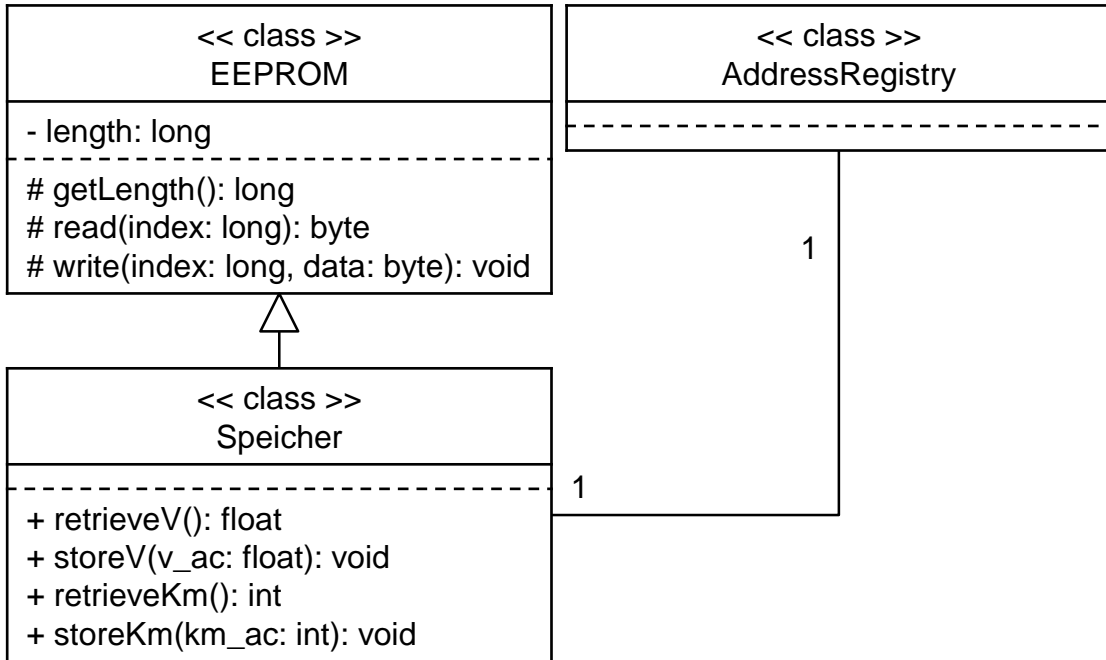 << class >>
EEPROM
- length: long
# getLength(): long
# read(index: long): byte
# write(index: long, data: byte): void
<< class >>
AddressRegistry
1
<< class >>
Speicher
1
+ retrieveV(): float
+ storeV(v_ac: float): void
+ retrieveKm(): int
+ storeKm(km_ac: int): void